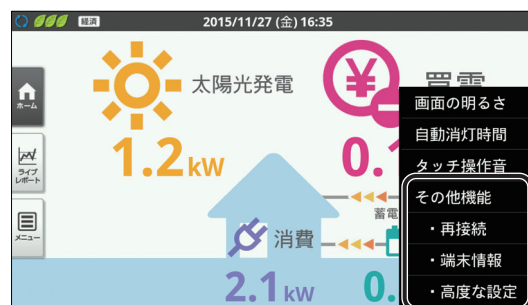 経済 2015/11/27 (金) 16:35
ホーム
ライブ
レポート
メニュー
太陽光発電
1.2 kW
買電
0.
蓄電
消費
2.1 kW
0.
画面の明るさ
自動消灯時間
タッチ操作音
その他機能
・再接続
・端末情報
・高度な設定